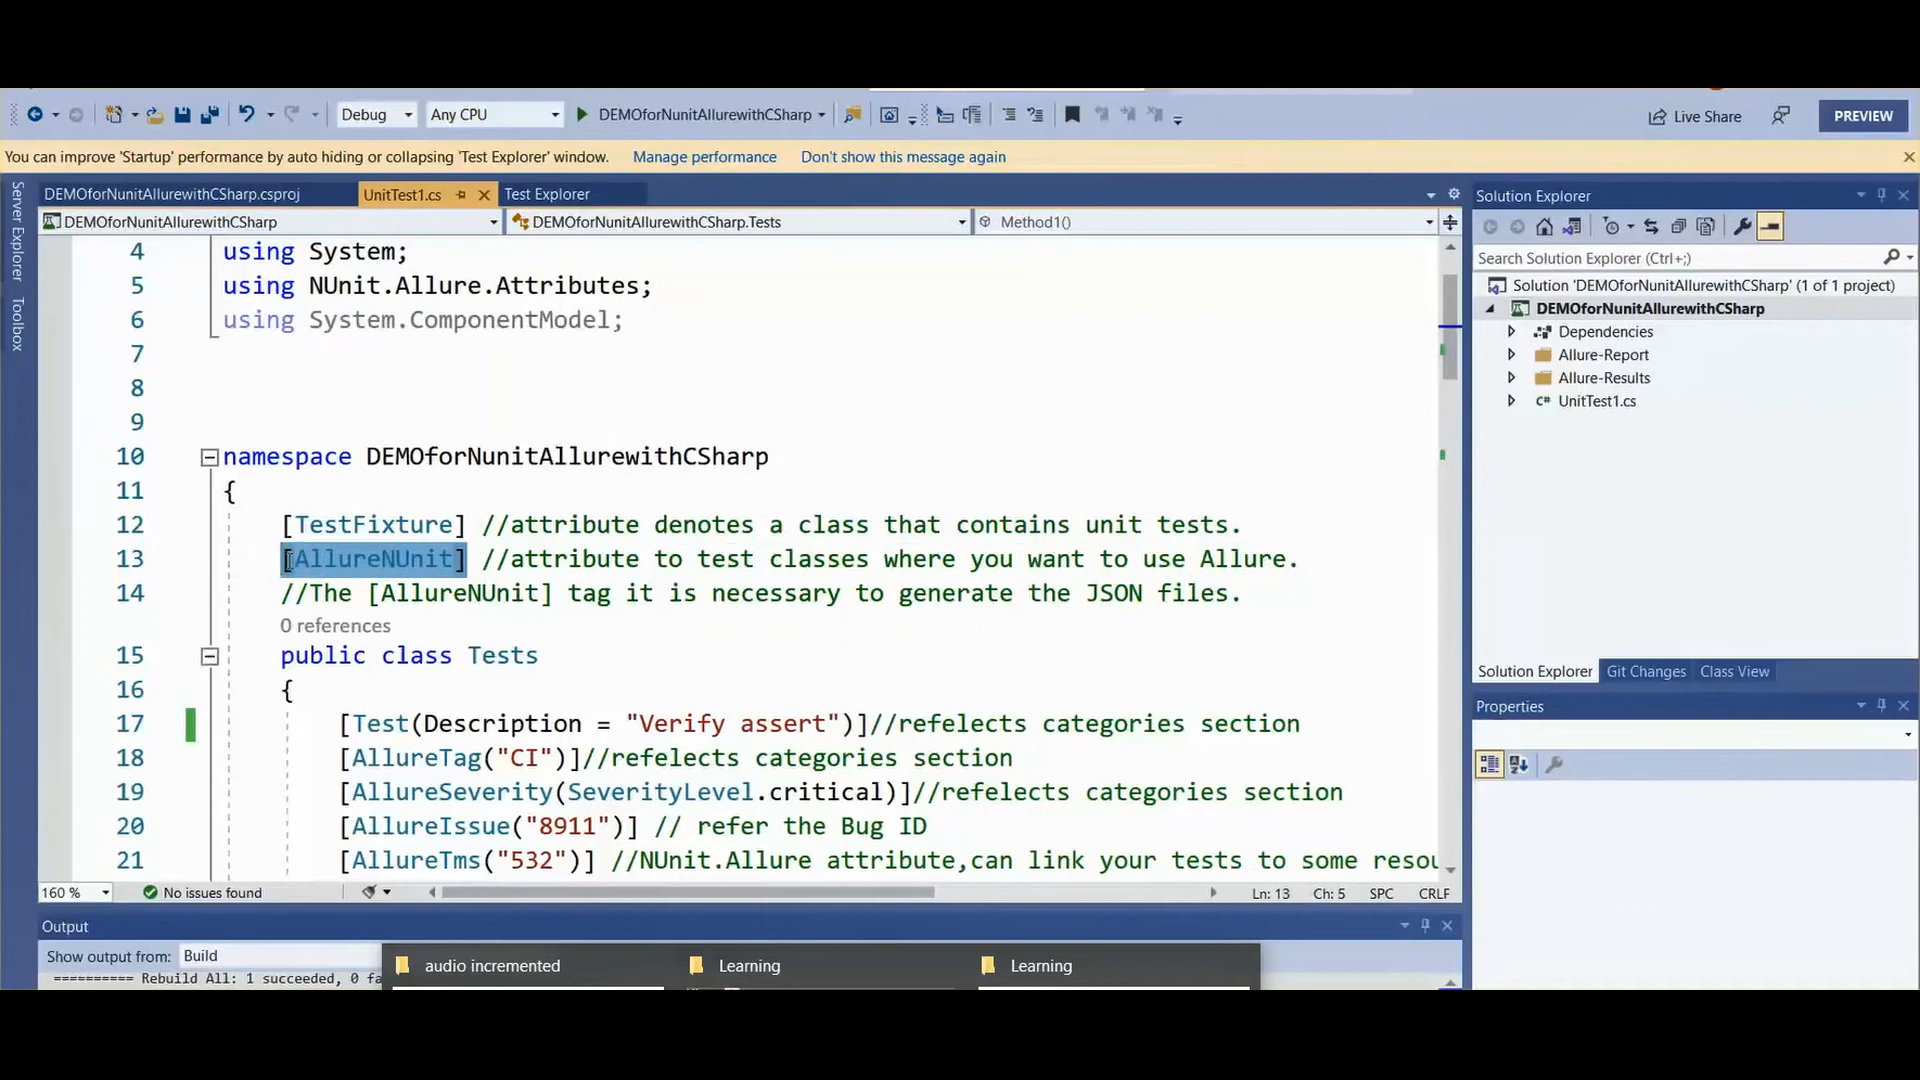 Debug Any CPU DEMOforNunitAllurewithCSharp Live Share PREVIEW
You can improve 'Startup' performance by auto hiding or collapsing 'Test Explorer' window. Manage performance Don't show this message again
Server Explorer
Toolbox
DEMOforNunitAllurewithCSharp.csproj UnitTest1.cs Test Explorer
DEMOforNunitAllurewithCSharp DEMOforNunitAllurewithCSharp.Tests Method1()
4 using System;
5 using NUnit.Allure.Attributes;
6 using System.ComponentModel;
7
8
9
10 namespace DEMOforNunitAllurewithCSharp
11 {
12 [TestFixture] //attribute denotes a class that contains unit tests.
13 [AllureNUnit] //attribute to test classes where you want to use Allure.
14 //The [AllureNUnit] tag it is necessary to generate the JSON files.
0 references
15 public class Tests
16 {
17 [Test(Description = "Verify assert")]//refelects categories section
18 [AllureTag("CI")]//refelects categories section
19 [AllureSeverity(SeverityLevel.critical)]//refelects categories section
20 [AllureIssue("8911")] // refer the Bug ID
21 [AllureTms("532")] //NUnit.Allure attribute,can link your tests to some resou
160 % No issues found Ln: 13 Ch: 5 SPC CRLF
Output
Show output from: Build
========== Rebuild All: 1 succeeded, 0 fa
audio incremented Learning Learning
Solution Explorer
Search Solution Explorer (Ctrl+;)
Solution 'DEMOforNunitAllurewithCSharp' (1 of 1 project)
DEMOforNunitAllurewithCSharp
Dependencies
Allure-Report
Allure-Results
C# UnitTest1.cs
Solution Explorer Git Changes Class View
Properties